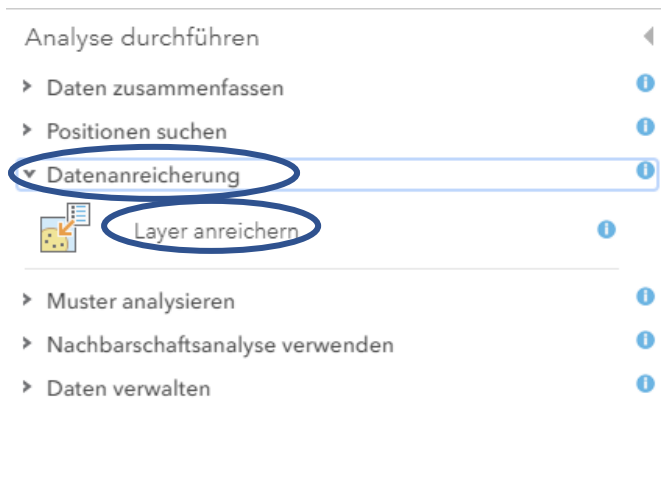 Analyse durchführen
Daten zusammenfassen
Positionen suchen
Datenanreicherung
Layer anreichern
Muster analysieren
Nachbarschaftsanalyse verwenden
Daten verwalten